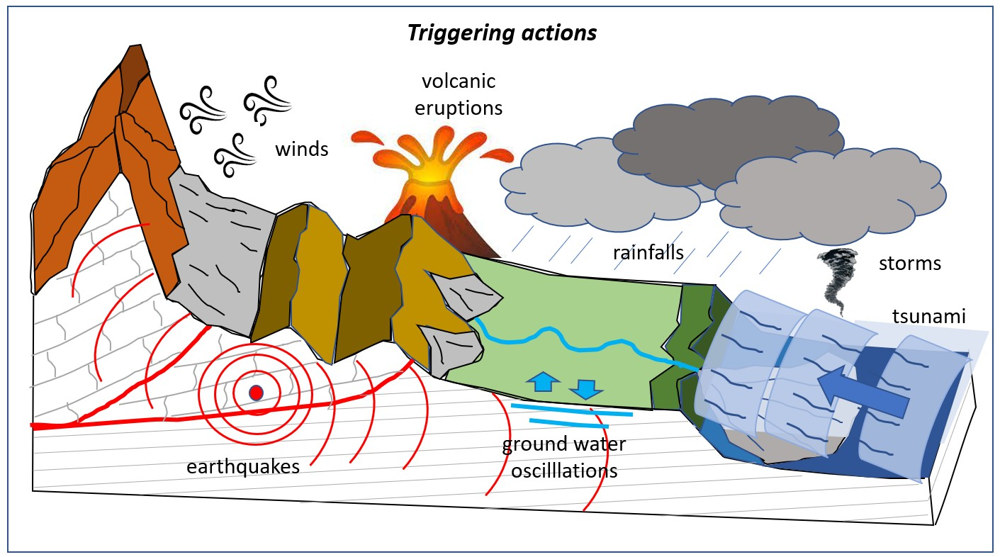 Triggering actions
volcanic
eruptions
winds
rainfalls
storms
tsunami
ground water
oscilllations
earthquakes